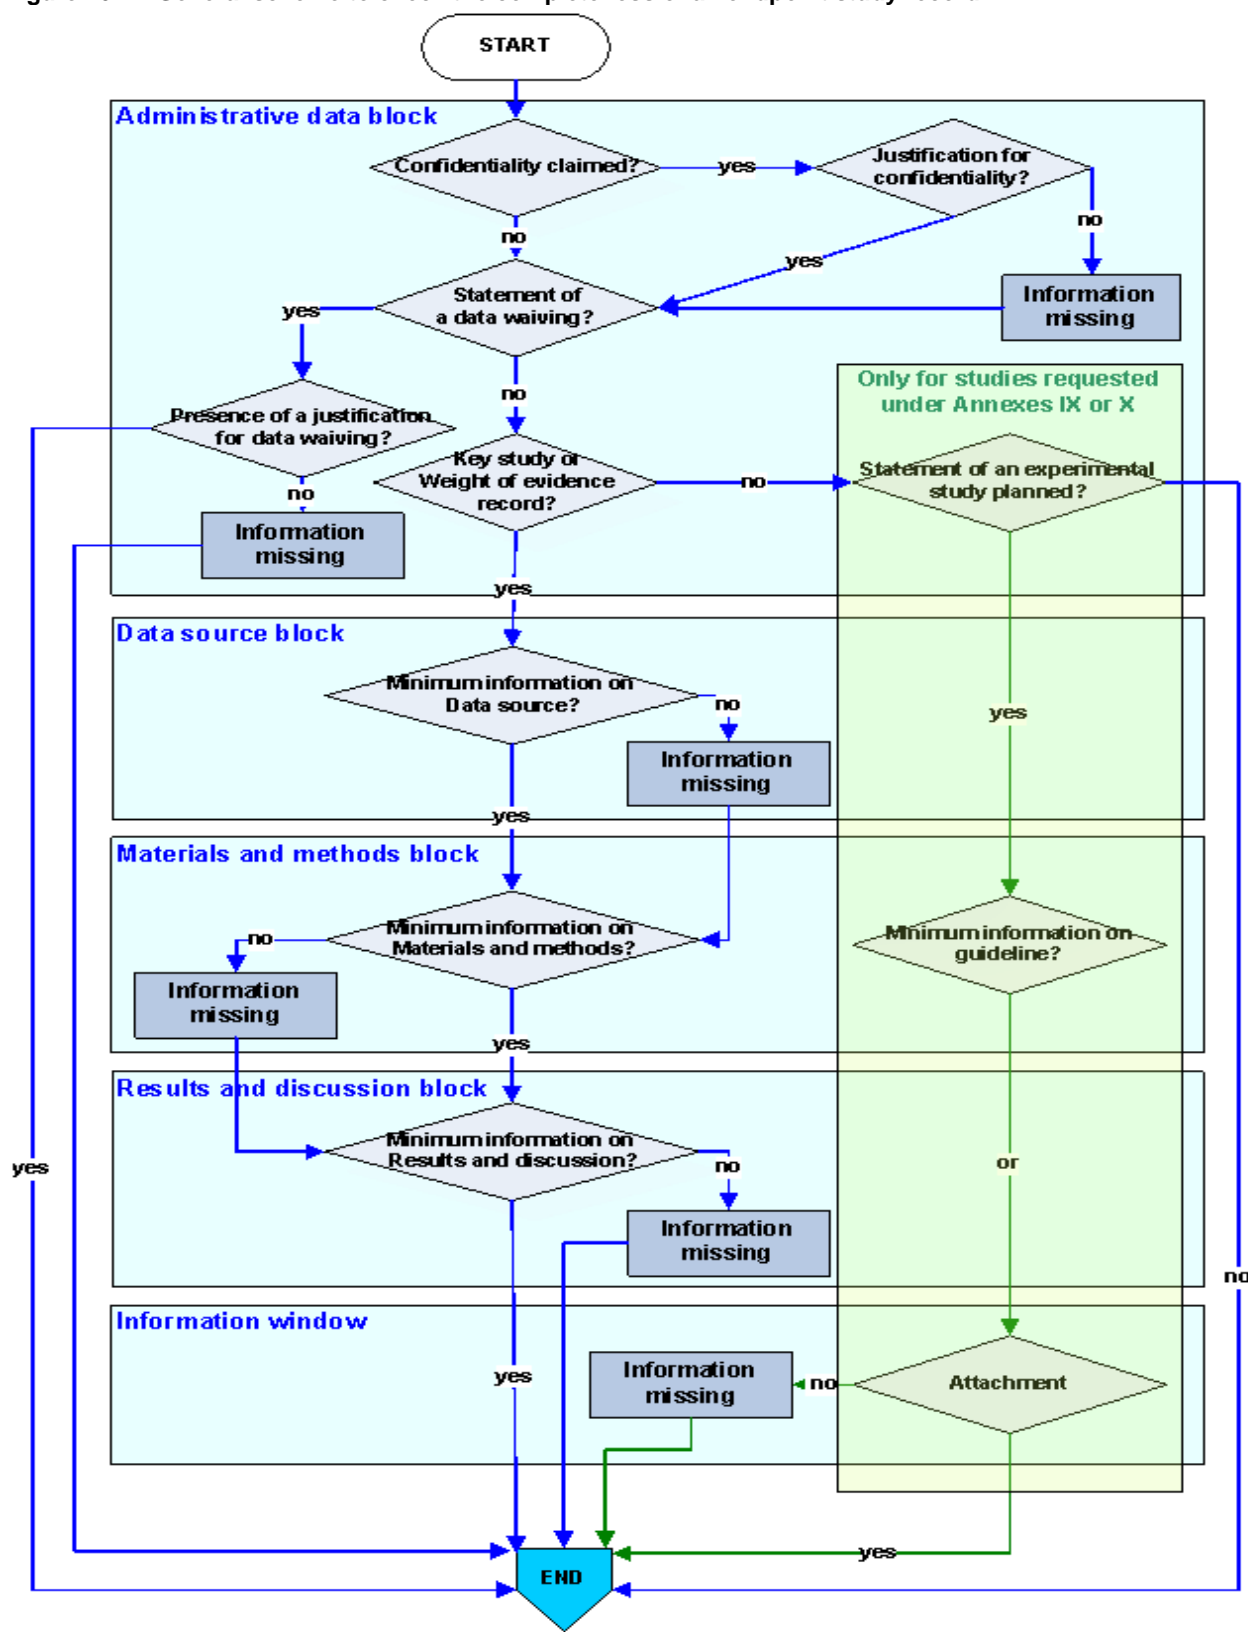 START
Administrative data block
Confidentiality claimed?
yes
Justification for
confidentiality?
no
no
yes
Statement of
a data waiving?
Information
missing
yes
no
Only for studies requested
under Annexes IX or X
Presence of a justification
for data waiving?
Key study or
Weight of evidence
record?
no
Statement of an experimental
study planned?
no
Information
missing
yes
Data source block
Minimum information on
Data source?
no
yes
Information
missing
yes
Materials and methods block
Minimum information on
Materials and methods?
no
Minimum information on
guideline?
Information
missing
yes
Results and discussion block
Minimum information on
Results and discussion?
no
or
yes
Information
missing
no
Information window
Information
missing
no
Attachment
yes
yes
END